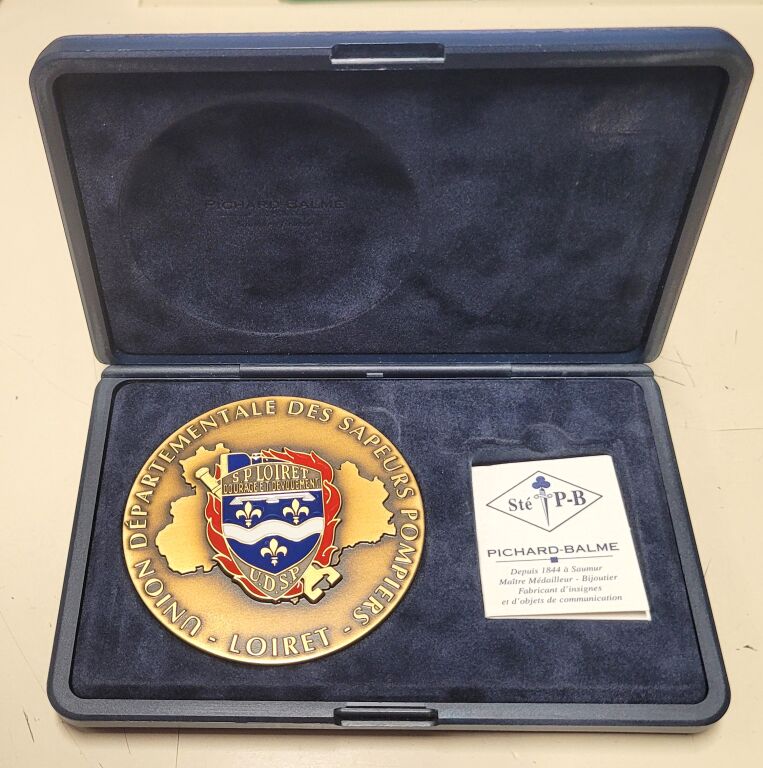 PICHARD-BALME
UNION DÉPARTEMENTALE DES SAPEURS POMPIERS
- LOIRET -
S.P LOIRET
COURAGE ET DEVOUEMENT
UDSP
Sté P-B
PICHARD-BALME
Depuis 1844 à Saumur
Maître Médailleur - Bijoutier
Fabricant d'insignes
et d'objets de communication